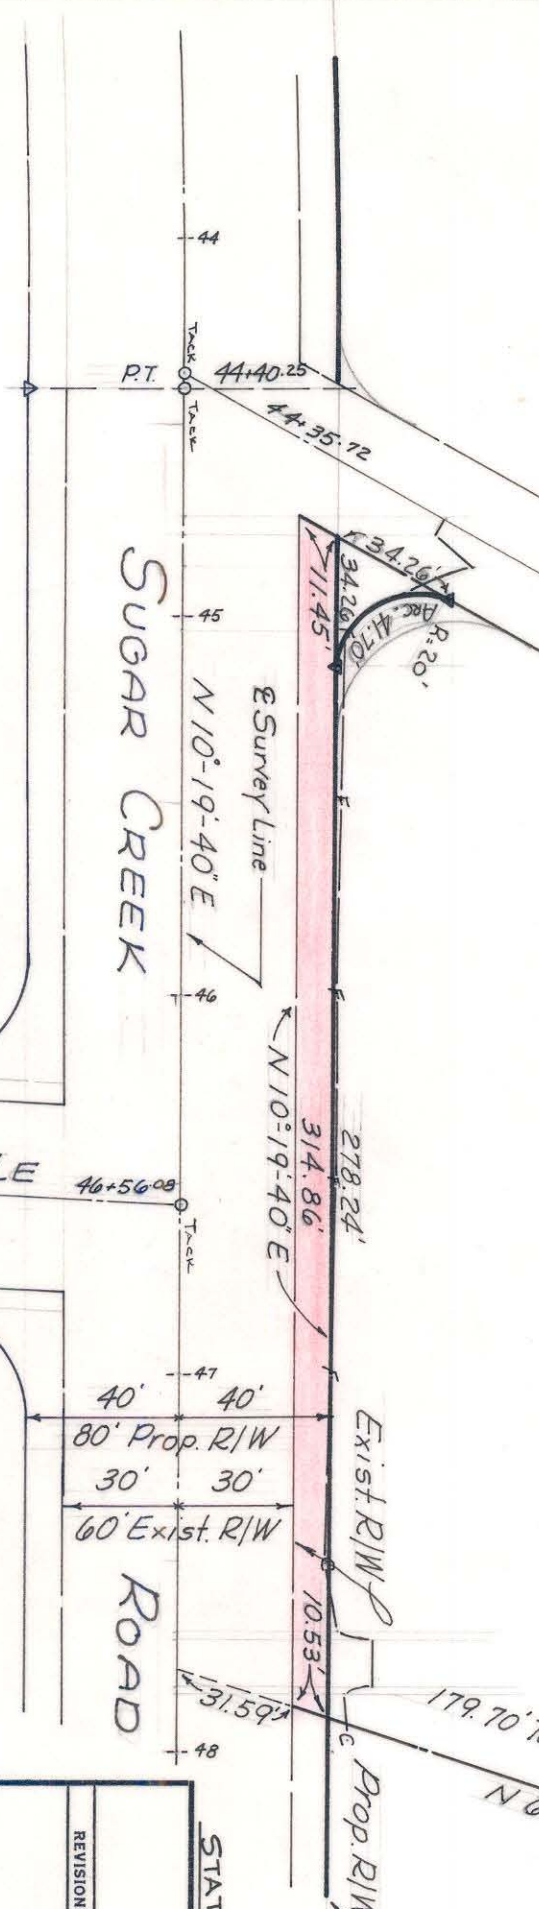 44
TACK
P.T.
44+40.25
TACK
44+35.72
34.26'
34.26'
11.45'
ARC. 41.70'
R=20'
45
SUGAR CREEK
N 10°-19'-40" E
Survey Line
F
46
F
N 10°-19'-40" E
314.86'
278.24'
LE
46+56.08
TACK
47
F
40' 40'
80' Prop. R/W
30' 30'
60' Exist. R/W
Exist. R/W
ROAD
10.53'
31.59'
179.70'
48
C
Prop. R/W
REVISION